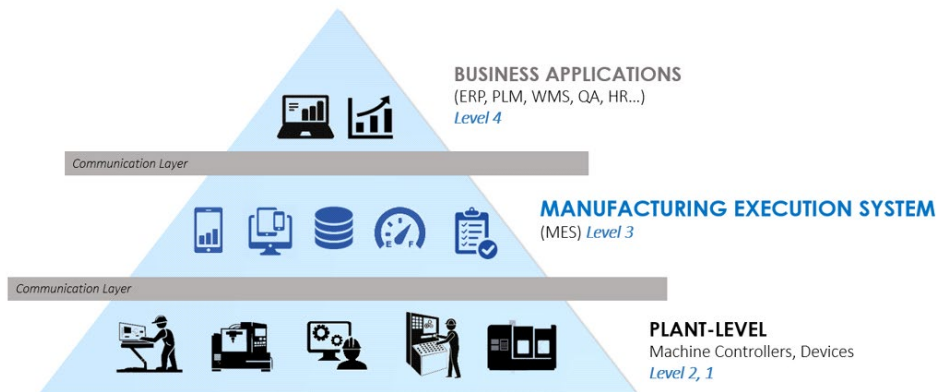 BUSINESS APPLICATIONS
(ERP, PLM, WMS, QA, HR...)
Level 4
Communication Layer
MANUFACTURING EXECUTION SYSTEM
(MES) Level 3
E F
Communication Layer
PLANT-LEVEL
Machine Controllers, Devices
Level 2, 1